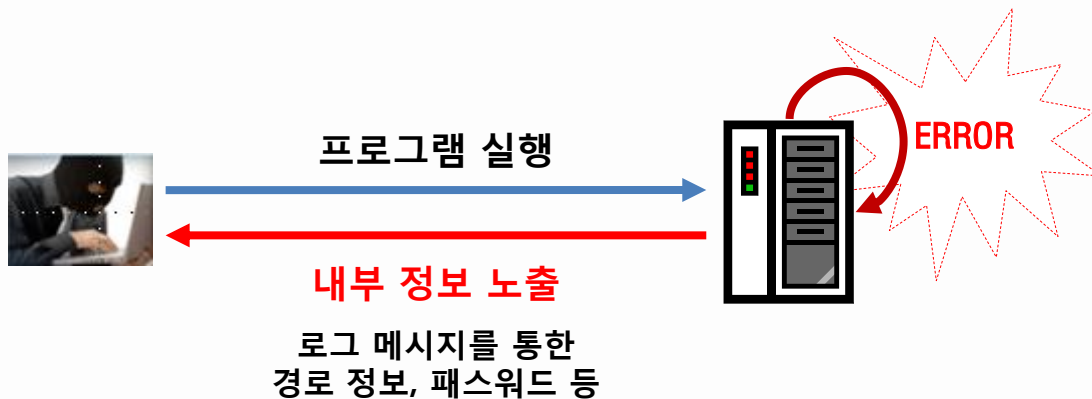 프로그램 실행
ERROR
내부 정보 노출
로그 메시지를 통한
경로 정보, 패스워드 등